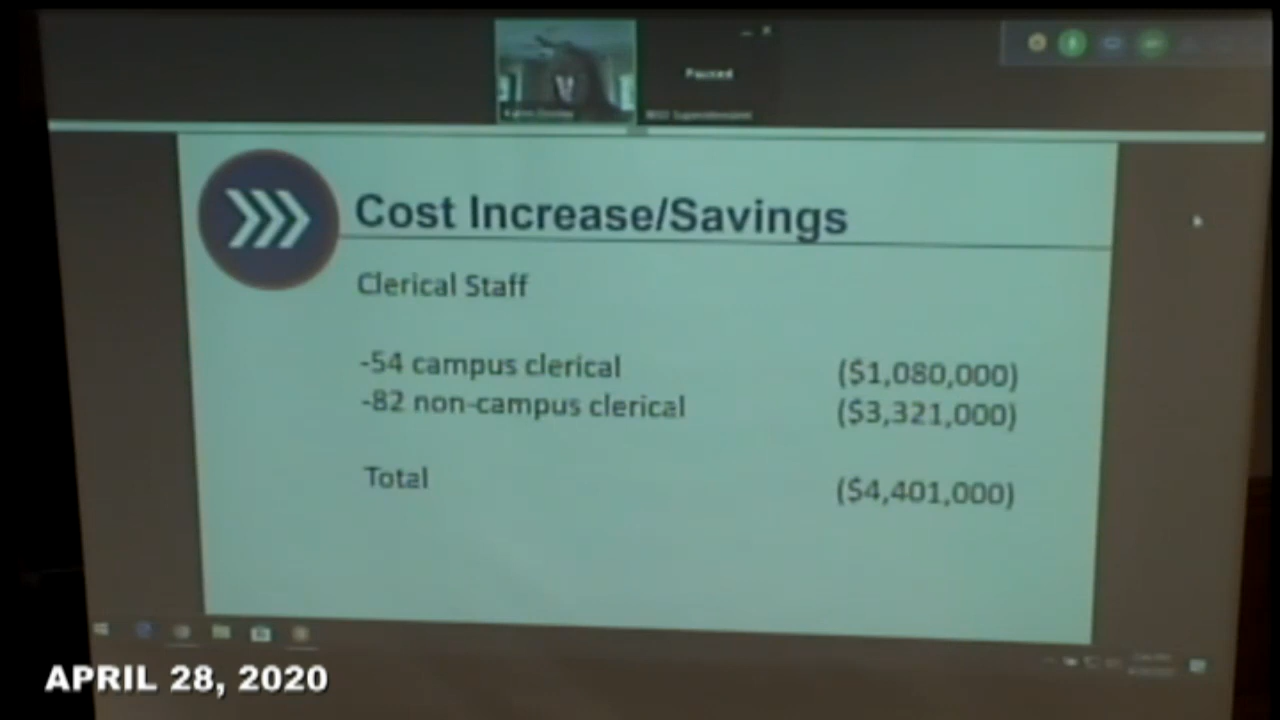 Paused
Cost Increase/Savings
Clerical Staff
-54 campus clerical ($1,080,000)
-82 non-campus clerical ($3,321,000)
Total ($4,401,000)
APRIL 28, 2020